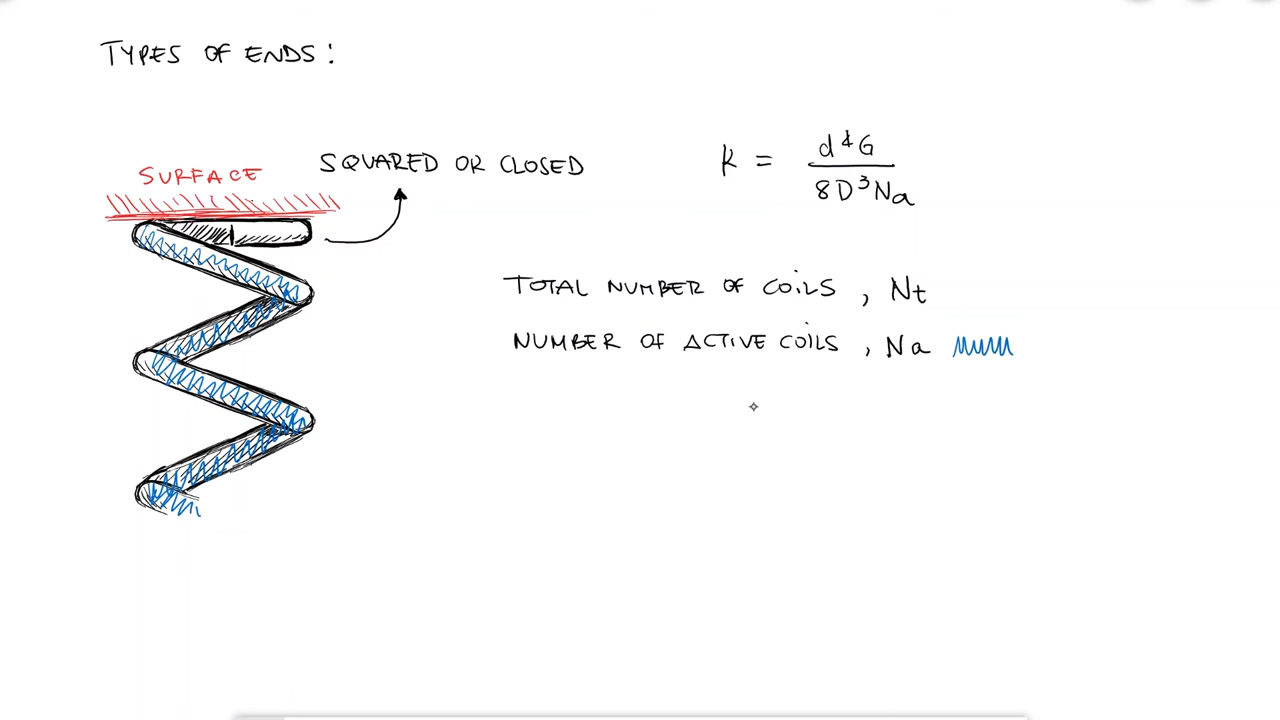 TYPES OF ENDS:
SQUARED OR CLOSED
SURFACE
k = d⁴G / 8D³Na
TOTAL NUMBER OF COILS, Nt
NUMBER OF ACTIVE COILS, Na